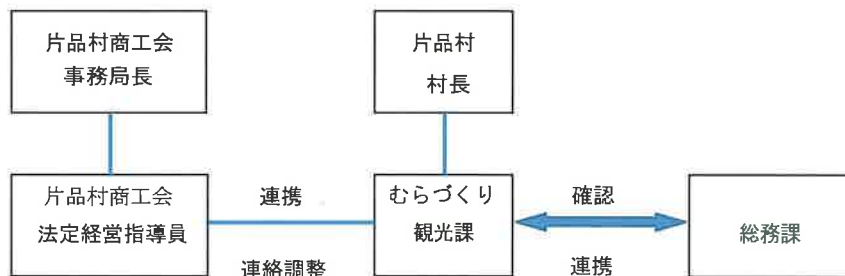 片品村商工会
事務局長
片品村
村長
片品村商工会
法定経営指導員
連携
連絡調整
むらづくり
観光課
確認
連携
総務課